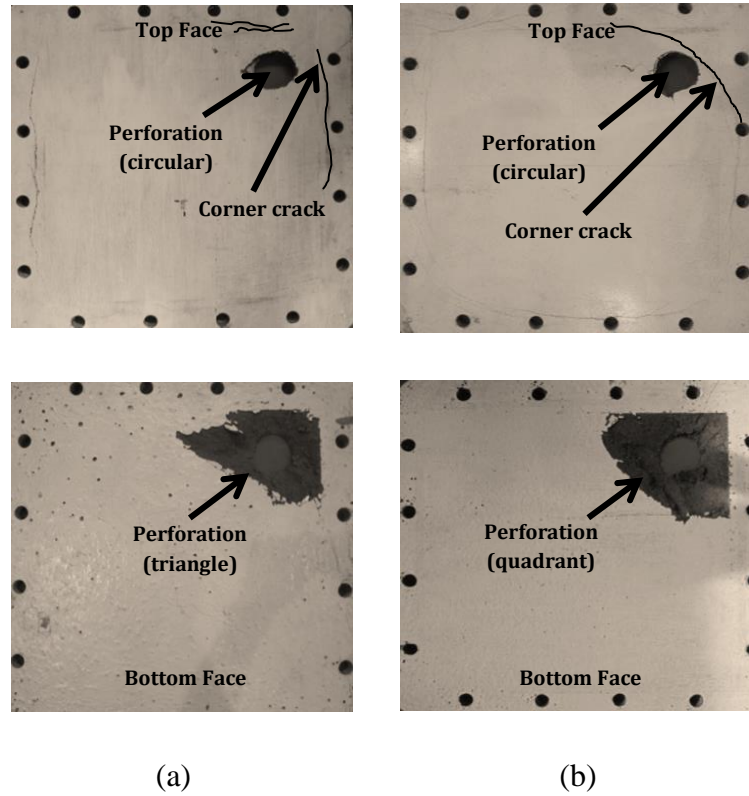 Top Face
Perforation
(circular)
Corner crack
Top Face
Perforation
(circular)
Corner crack
Perforation
(triangle)
Bottom Face
Perforation
(quadrant)
Bottom Face
(a)
(b)